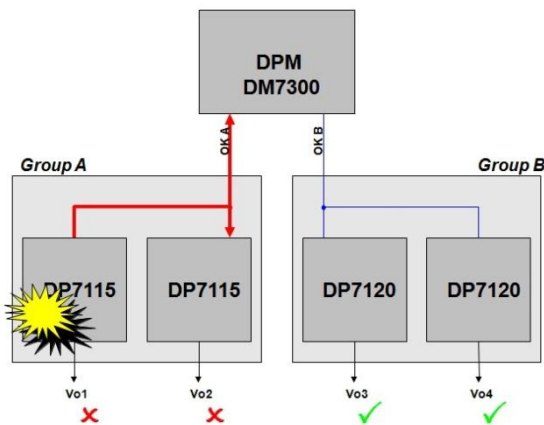 DPM
DM7300
OK A
OK B
Group A
Group B
DP7115
DP7115
DP7120
DP7120
Vo1
Vo2
Vo3
Vo4